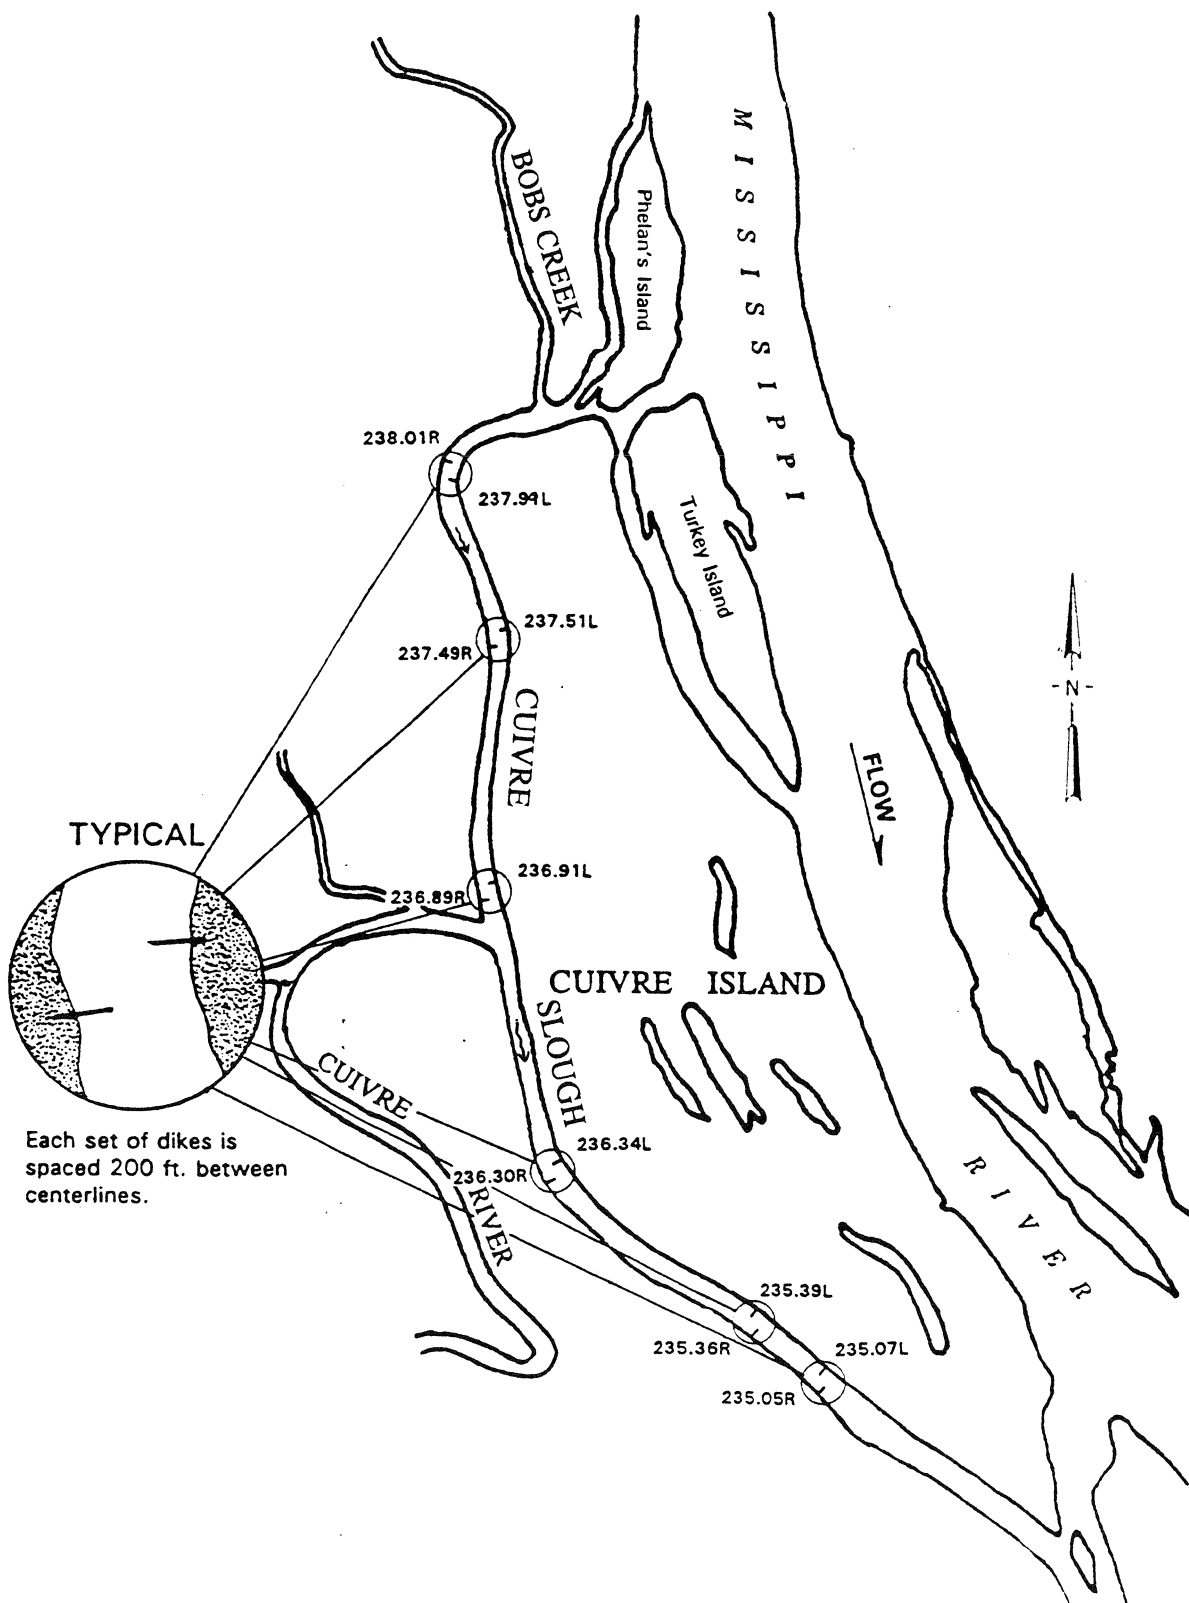 MISSISSIPPI
BOBS CREEK
Phelan's Island
238.01R
237.99L
Turkey Island
237.51L
237.49R
N
CUIVRE
FLOW
TYPICAL
236.91L
236.89R
CUIVRE ISLAND
SLOUGH
CUIVRE
Each set of dikes is
spaced 200 ft. between
centerlines.
236.34L
236.30R
RIVER
RIVER
235.39L
235.36R
235.07L
235.05R